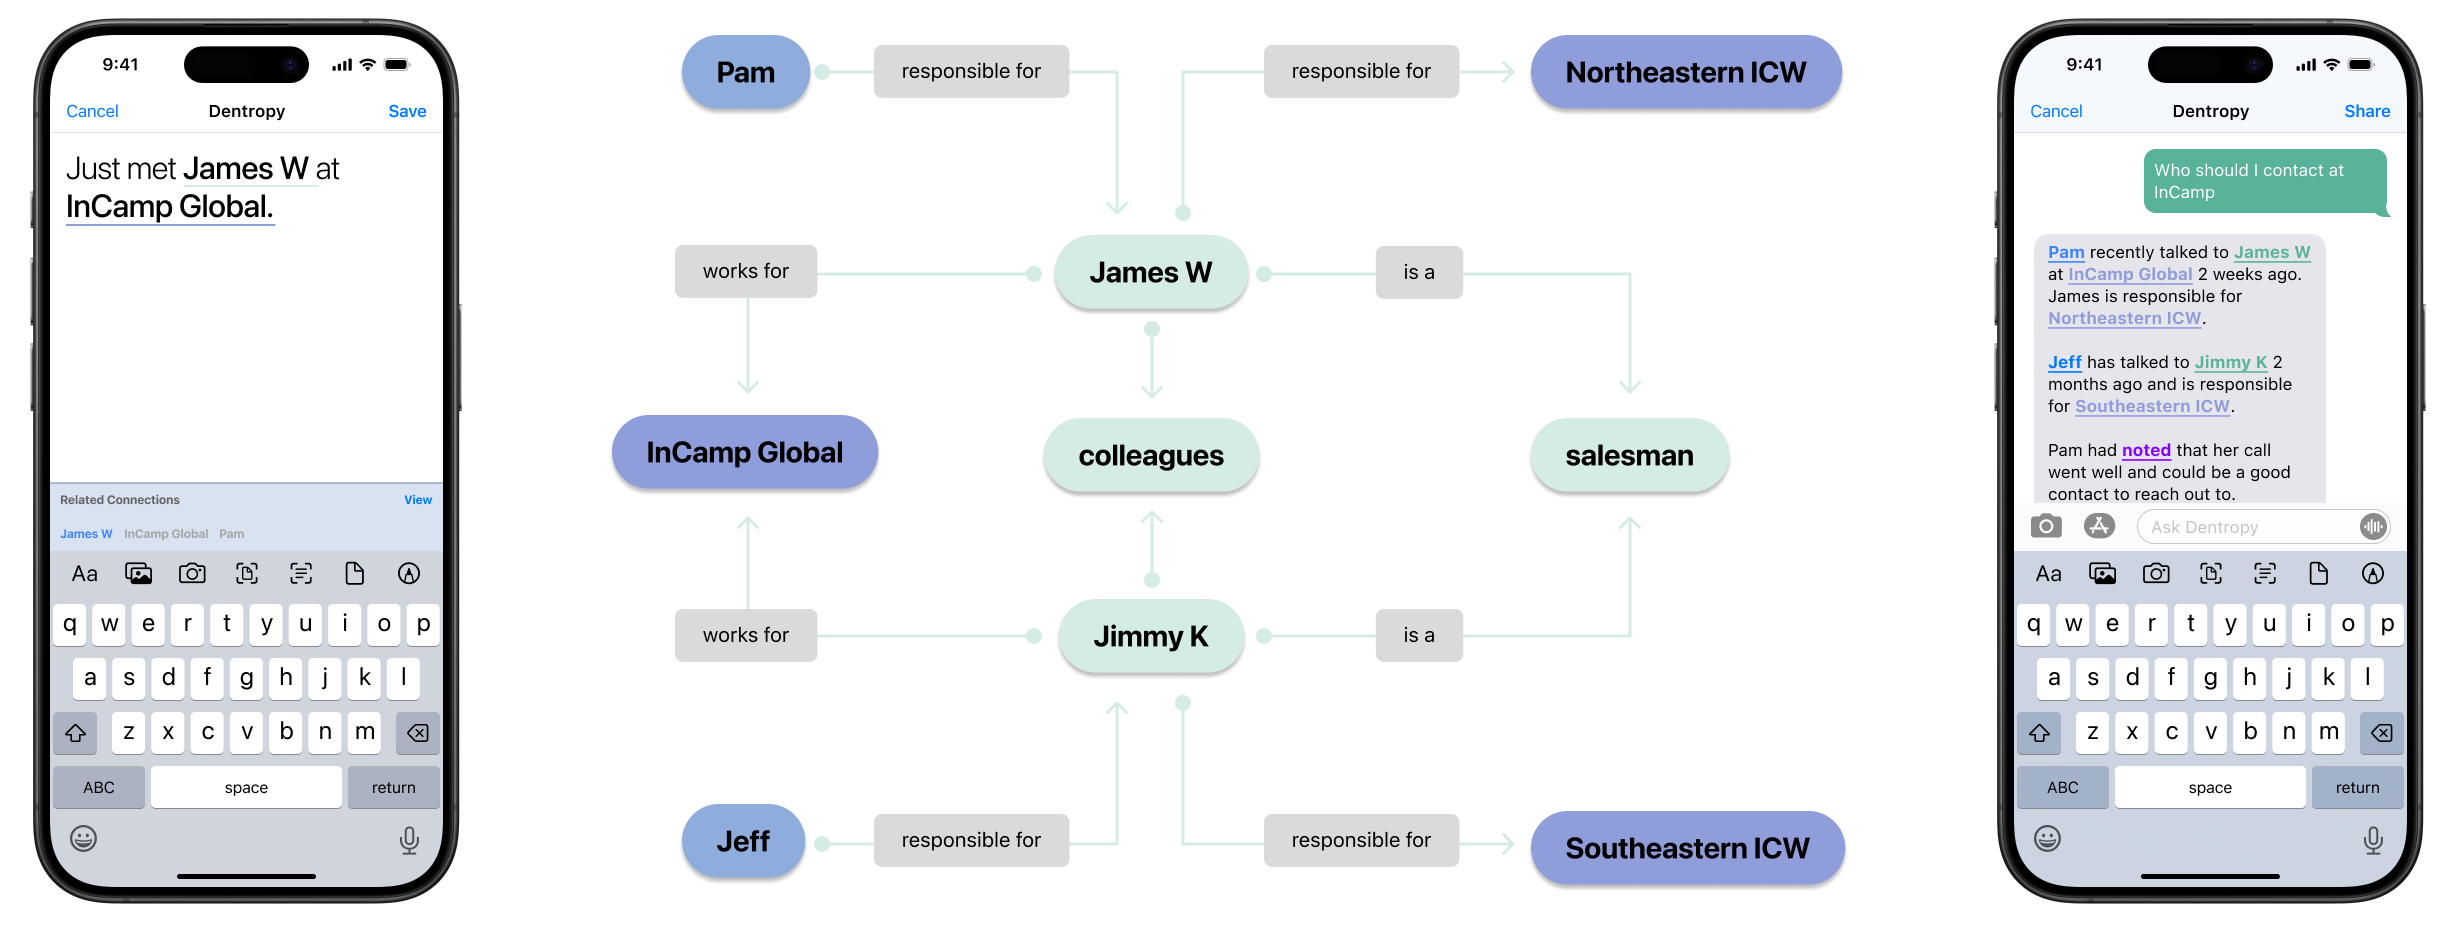 9:41
Cancel Dentropy Save
Just met James W at
InCamp Global.
Related Connections View
James W InCamp Global Pam
Aa
q w e r t y u i o p
a s d f g h j k l
z x c v b n m
ABC space return
Pam responsible for responsible for Northeastern ICW
works for James W is a
InCamp Global colleagues salesman
works for Jimmy K is a
Jeff responsible for responsible for Southeastern ICW
9:41
Cancel Dentropy Share
Who should I contact at
InCamp
Pam recently talked to James W
at InCamp Global 2 weeks ago.
James is responsible for
Northeastern ICW.
Jeff has talked to Jimmy K 2
months ago and is responsible
for Southeastern ICW.
Pam had noted that her call
went well and could be a good
contact to reach out to.
Ask Dentropy
Aa
q w e r t y u i o p
a s d f g h j k l
z x c v b n m
ABC space return